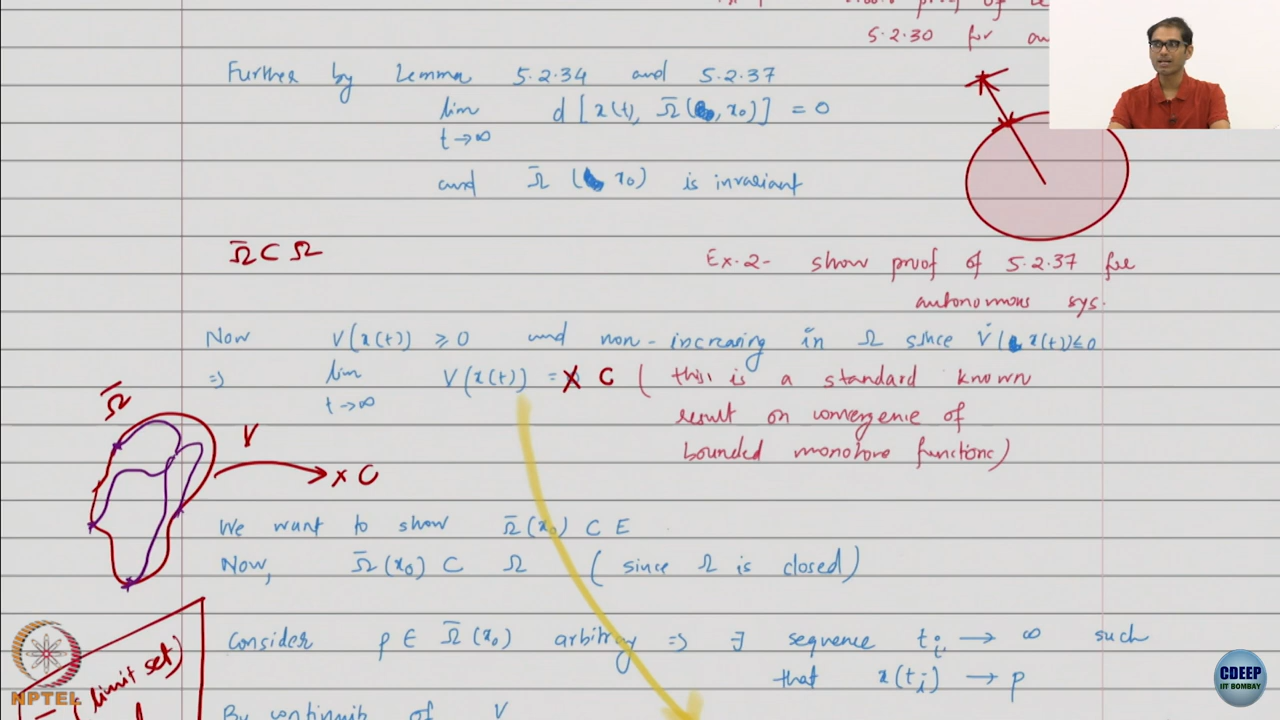 5.2.30 for
Further by Lemma 5.2.34 and 5.2.37
lim d[x(t), Ω̄( , x₀)] = 0
t→∞
and Ω̄ ( x₀) is invariant
Ω̄ ⊂ Ω
Ex.2- show proof of 5.2.37 for
autonomous sys.
Now V(x(t)) ⩾ 0 and non-increasing in Ω since V̇( x(t)) ≤ 0
⇒ lim V(x(t)) = C ( this is a standard known
t→∞
result on convergenie of
bounded monotone functions)
Ω̄
V
C
We want to show Ω̄(x₀) ⊂ E
Now, Ω̄(x₀) ⊂ Ω ( since Ω is closed)
Consider p ∈ Ω̄(x₀) arbitrary ⇒ ∃ sequence tᵢ → ∞ such
that x(tᵢ) → p
limit set)
By V
NPTEL
CDEEP
IIT BOMBAY